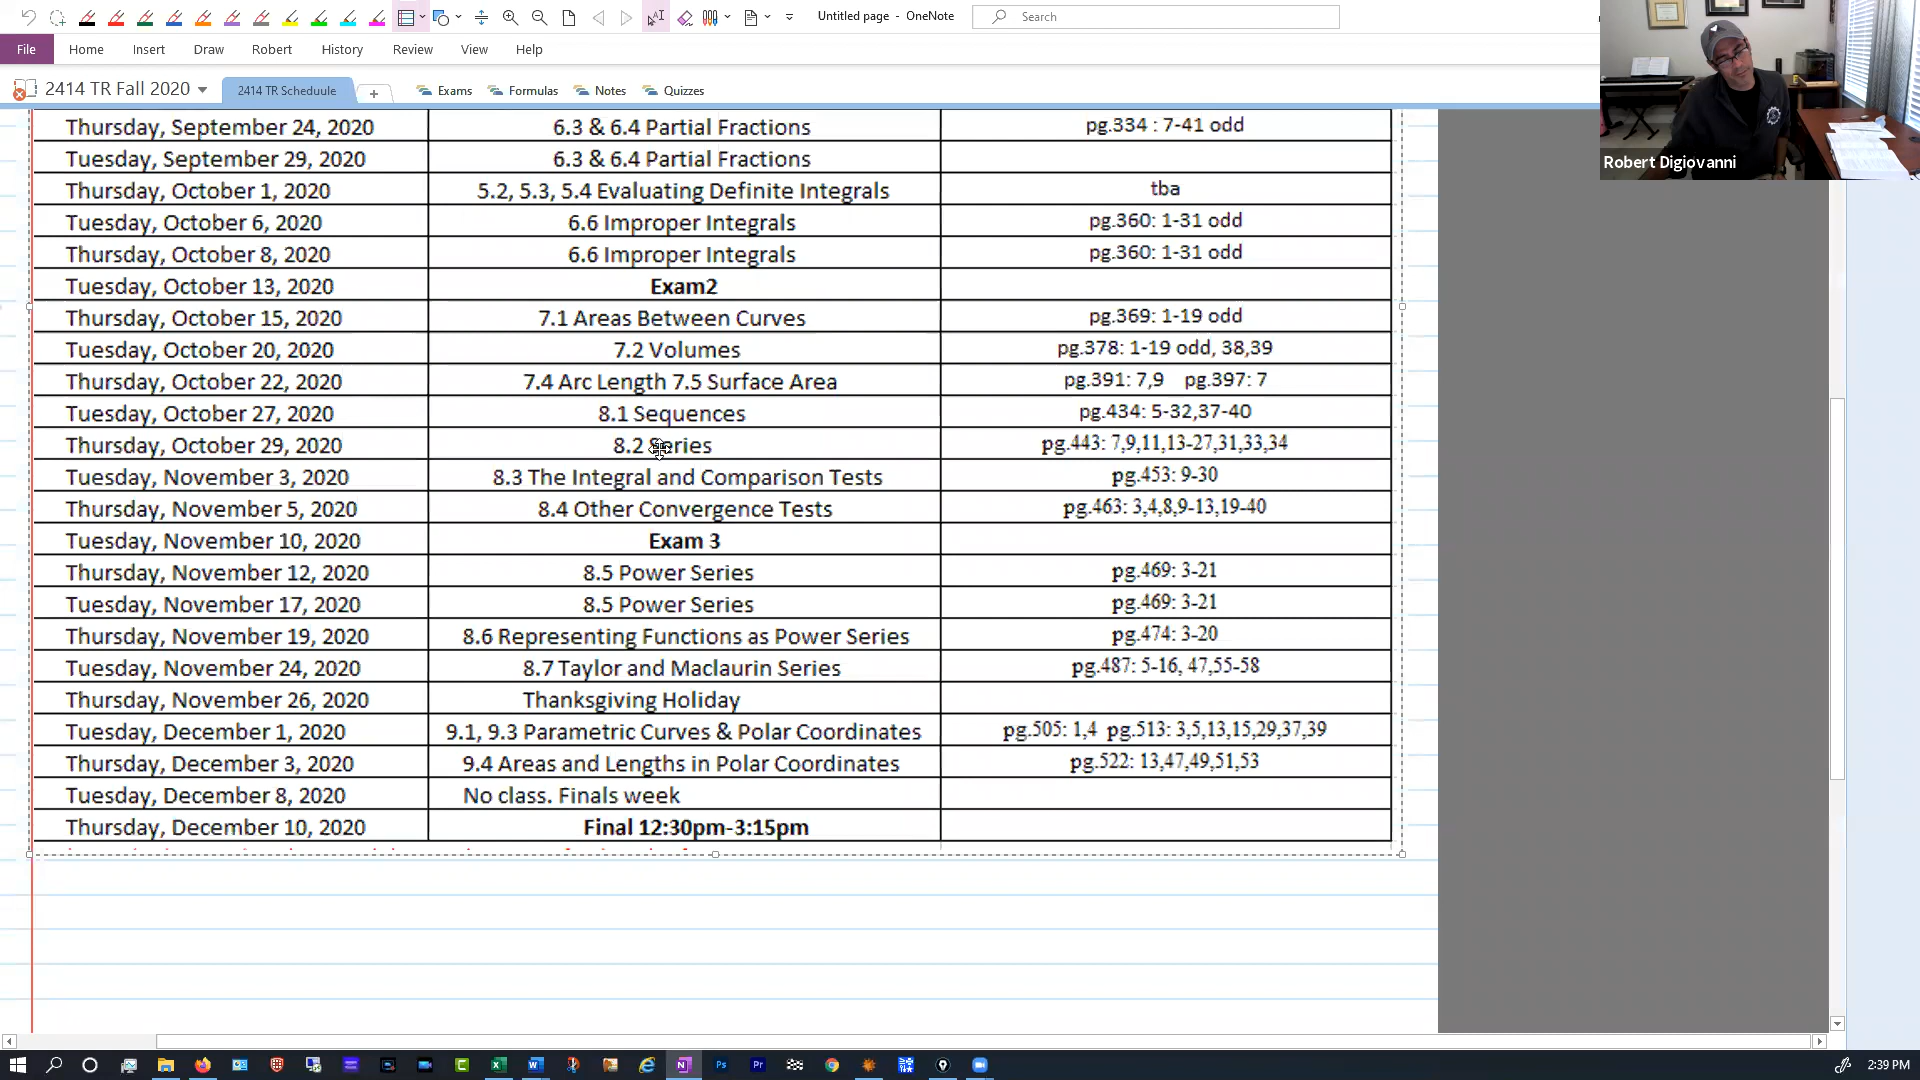 Untitled page - OneNote
Search
File Home Insert Draw Robert History Review View Help
2414 TR Fall 2020 2414 TR Scheduule Exams Formulas Notes Quizzes
Robert Digiovanni
Thursday, September 24, 2020 6.3 & 6.4 Partial Fractions pg.334 : 7-41 odd
Tuesday, September 29, 2020 6.3 & 6.4 Partial Fractions
Thursday, October 1, 2020 5.2, 5.3, 5.4 Evaluating Definite Integrals tba
Tuesday, October 6, 2020 6.6 Improper Integrals pg.360: 1-31 odd
Thursday, October 8, 2020 6.6 Improper Integrals pg.360: 1-31 odd
Tuesday, October 13, 2020 Exam2
Thursday, October 15, 2020 7.1 Areas Between Curves pg.369: 1-19 odd
Tuesday, October 20, 2020 7.2 Volumes pg.378: 1-19 odd, 38,39
Thursday, October 22, 2020 7.4 Arc Length 7.5 Surface Area pg.391: 7,9 pg.397: 7
Tuesday, October 27, 2020 8.1 Sequences pg.434: 5-32,37-40
Thursday, October 29, 2020 8.2 Series pg.443: 7,9,11,13-27,31,33,34
Tuesday, November 3, 2020 8.3 The Integral and Comparison Tests pg.453: 9-30
Thursday, November 5, 2020 8.4 Other Convergence Tests pg.463: 3,4,8,9-13,19-40
Tuesday, November 10, 2020 Exam 3
Thursday, November 12, 2020 8.5 Power Series pg.469: 3-21
Tuesday, November 17, 2020 8.5 Power Series pg.469: 3-21
Thursday, November 19, 2020 8.6 Representing Functions as Power Series pg.474: 3-20
Tuesday, November 24, 2020 8.7 Taylor and Maclaurin Series pg.487: 5-16, 47,55-58
Thursday, November 26, 2020 Thanksgiving Holiday
Tuesday, December 1, 2020 9.1, 9.3 Parametric Curves & Polar Coordinates pg.505: 1,4 pg.513: 3,5,13,15,29,37,39
Thursday, December 3, 2020 9.4 Areas and Lengths in Polar Coordinates pg.522: 13,47,49,51,53
Tuesday, December 8, 2020 No class. Finals week
Thursday, December 10, 2020 Final 12:30pm-3:15pm
2:39 PM